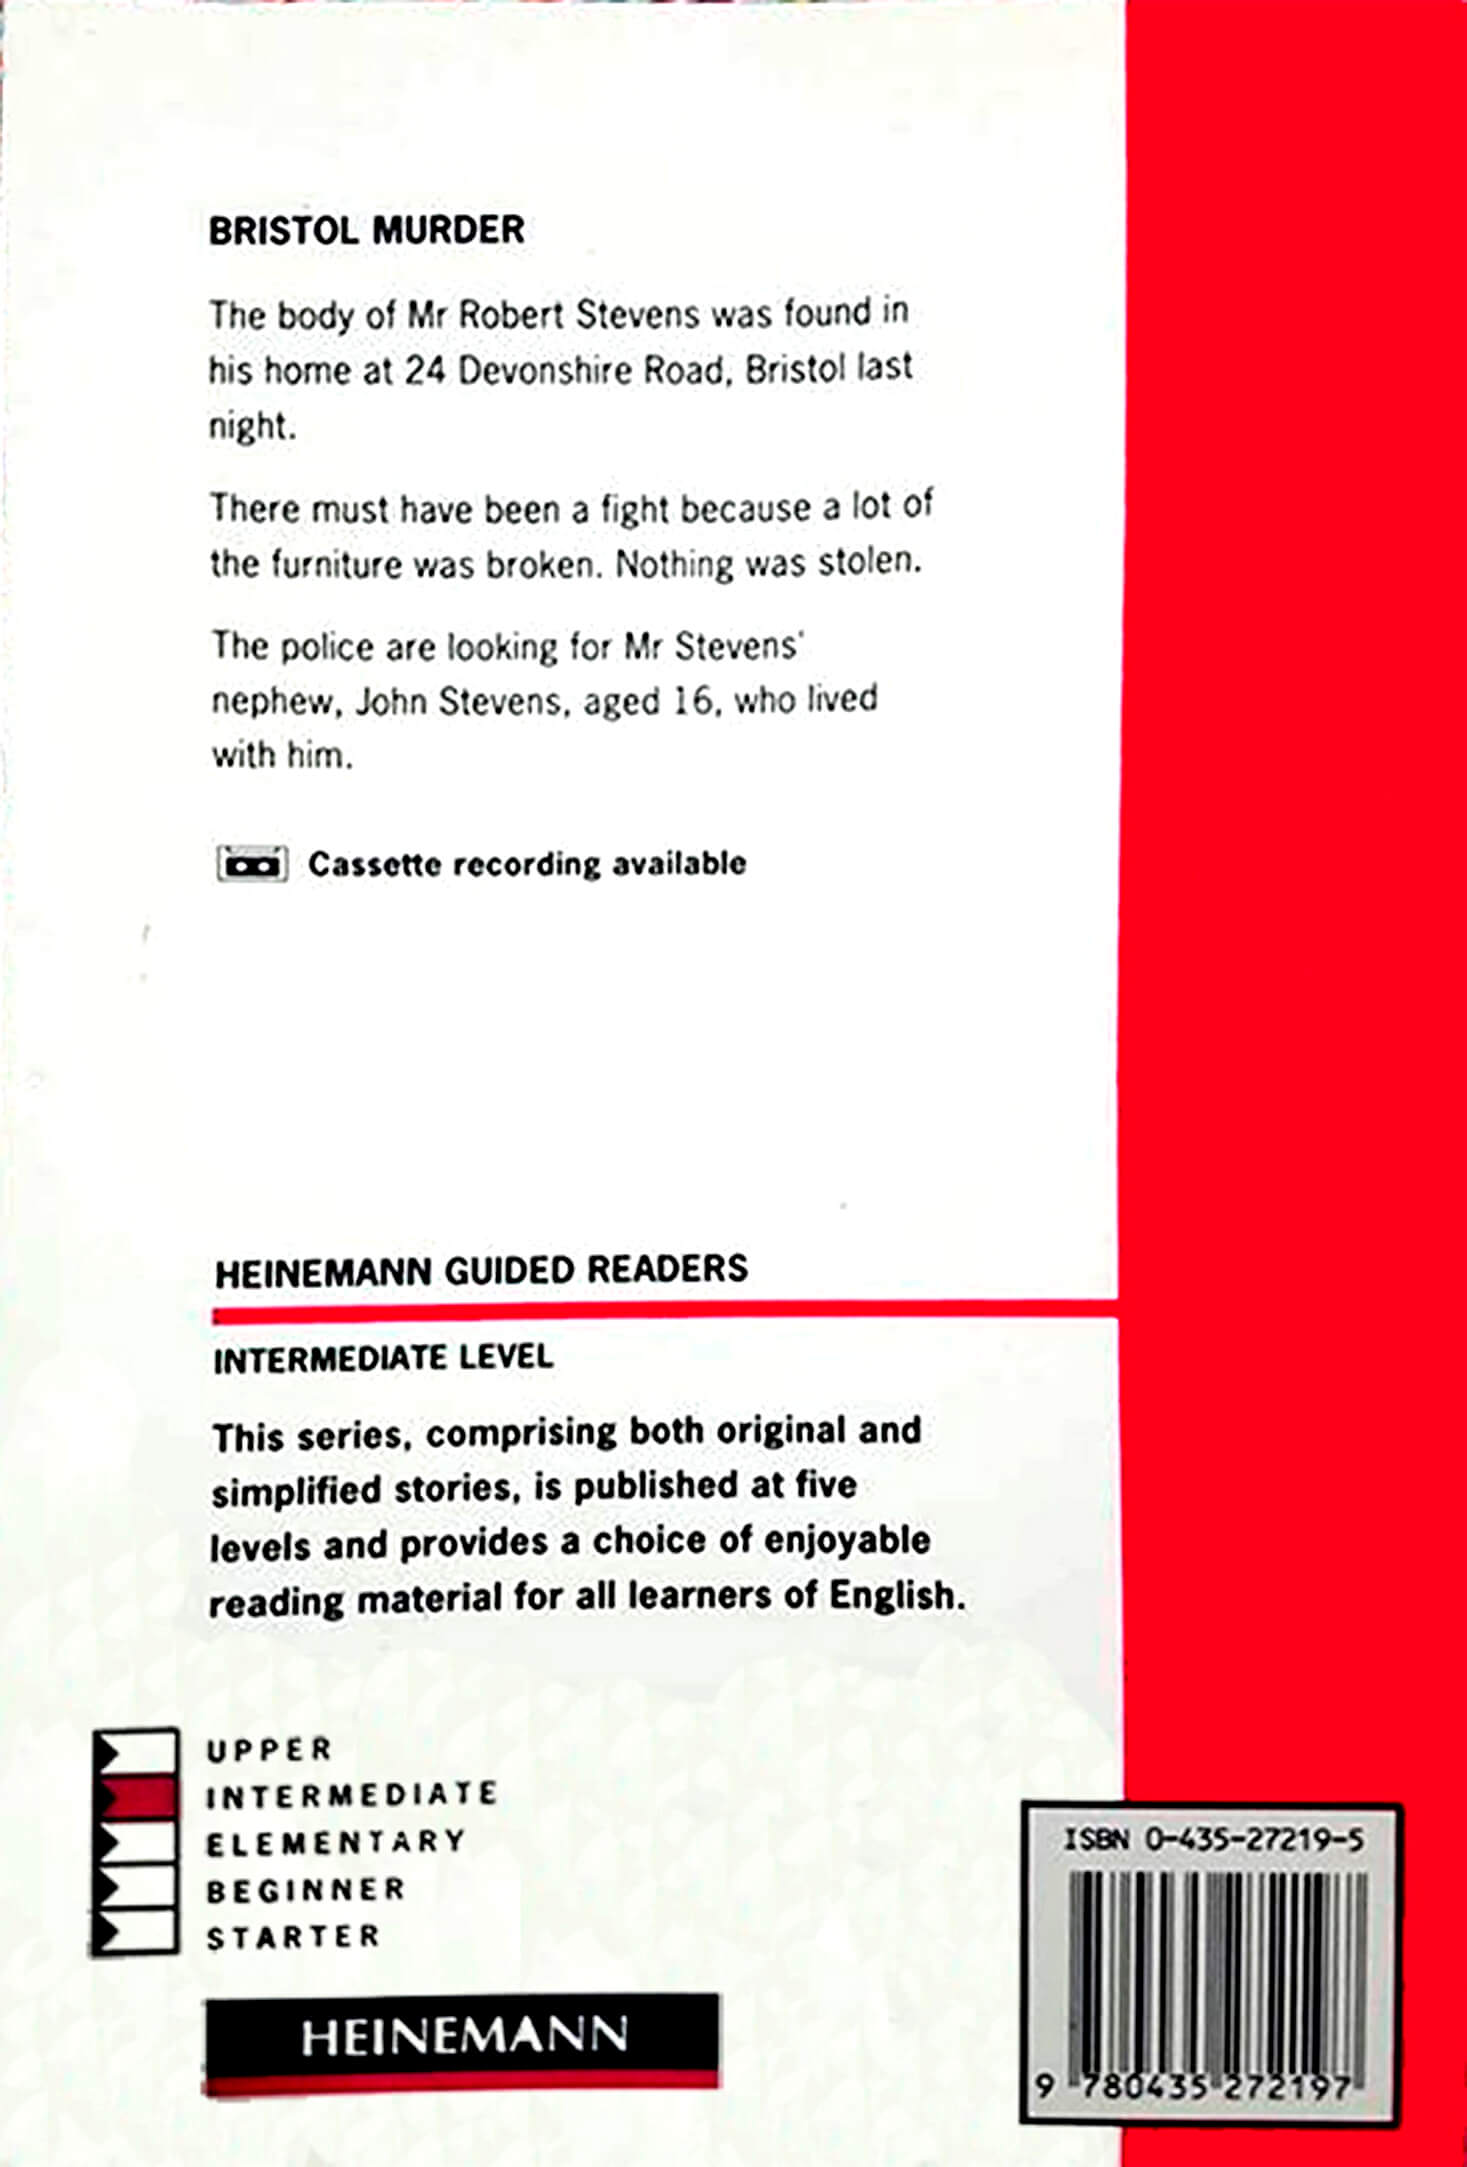 BRISTOL MURDER
The body of Mr Robert Stevens was found in
his home at 24 Devonshire Road, Bristol last
night.
There must have been a fight because a lot of
the furniture was broken. Nothing was stolen.
The police are looking for Mr Stevens'
nephew, John Stevens, aged 16, who lived
with him.
Cassette recording available
HEINEMANN GUIDED READERS
INTERMEDIATE LEVEL
This series, comprising both original and
simplified stories, is published at five
levels and provides a choice of enjoyable
reading material for all learners of English.
UPPER
INTERMEDIATE
ELEMENTARY
BEGINNER
STARTER
HEINEMANN
ISBN 0-435-27219-5
9 780435 272197